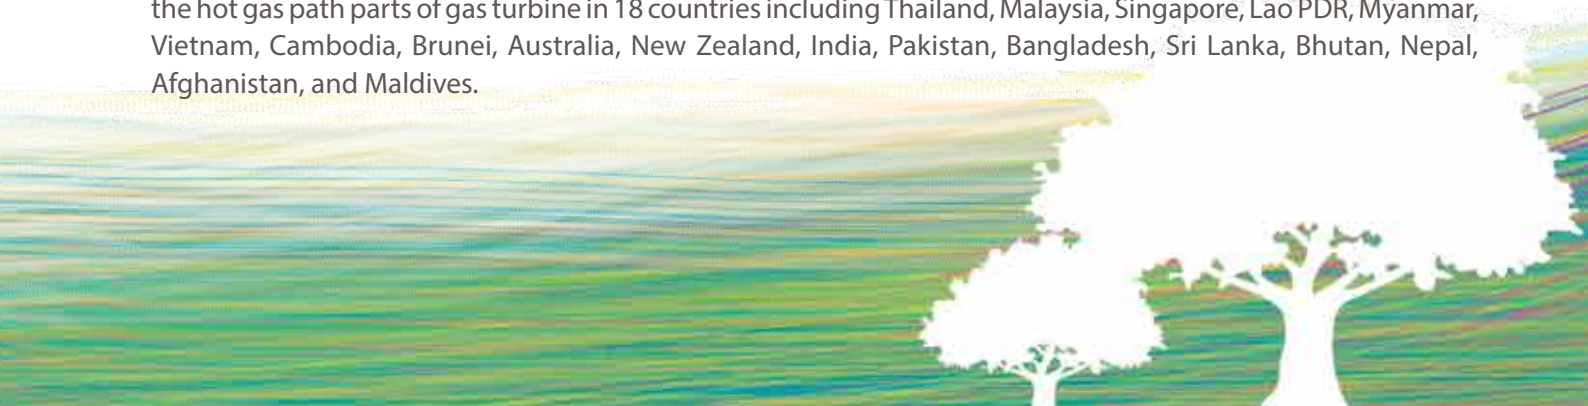 the hot gas path parts of gas turbine in 18 countries including Thailand, Malaysia, Singapore, Lao PDR, Myanmar,
Vietnam, Cambodia, Brunei, Australia, New Zealand, India, Pakistan, Bangladesh, Sri Lanka, Bhutan, Nepal,
Afghanistan, and Maldives.